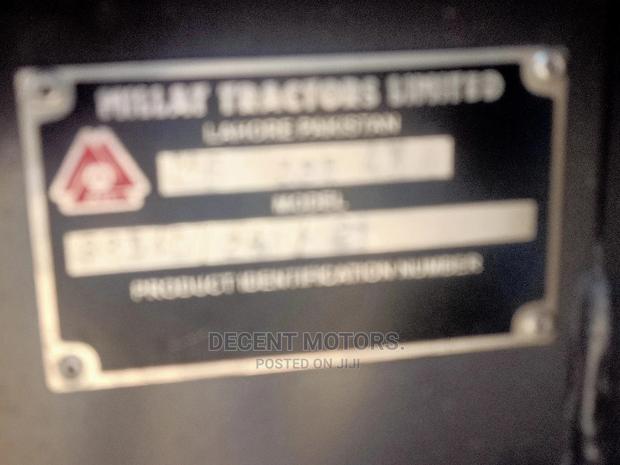 MILLAT TRACTORS LIMITED
LAHORE PAKISTAN
MODEL
PRODUCT IDENTIFICATION NUMBER
DECENT MOTORS.
POSTED ON JIJI